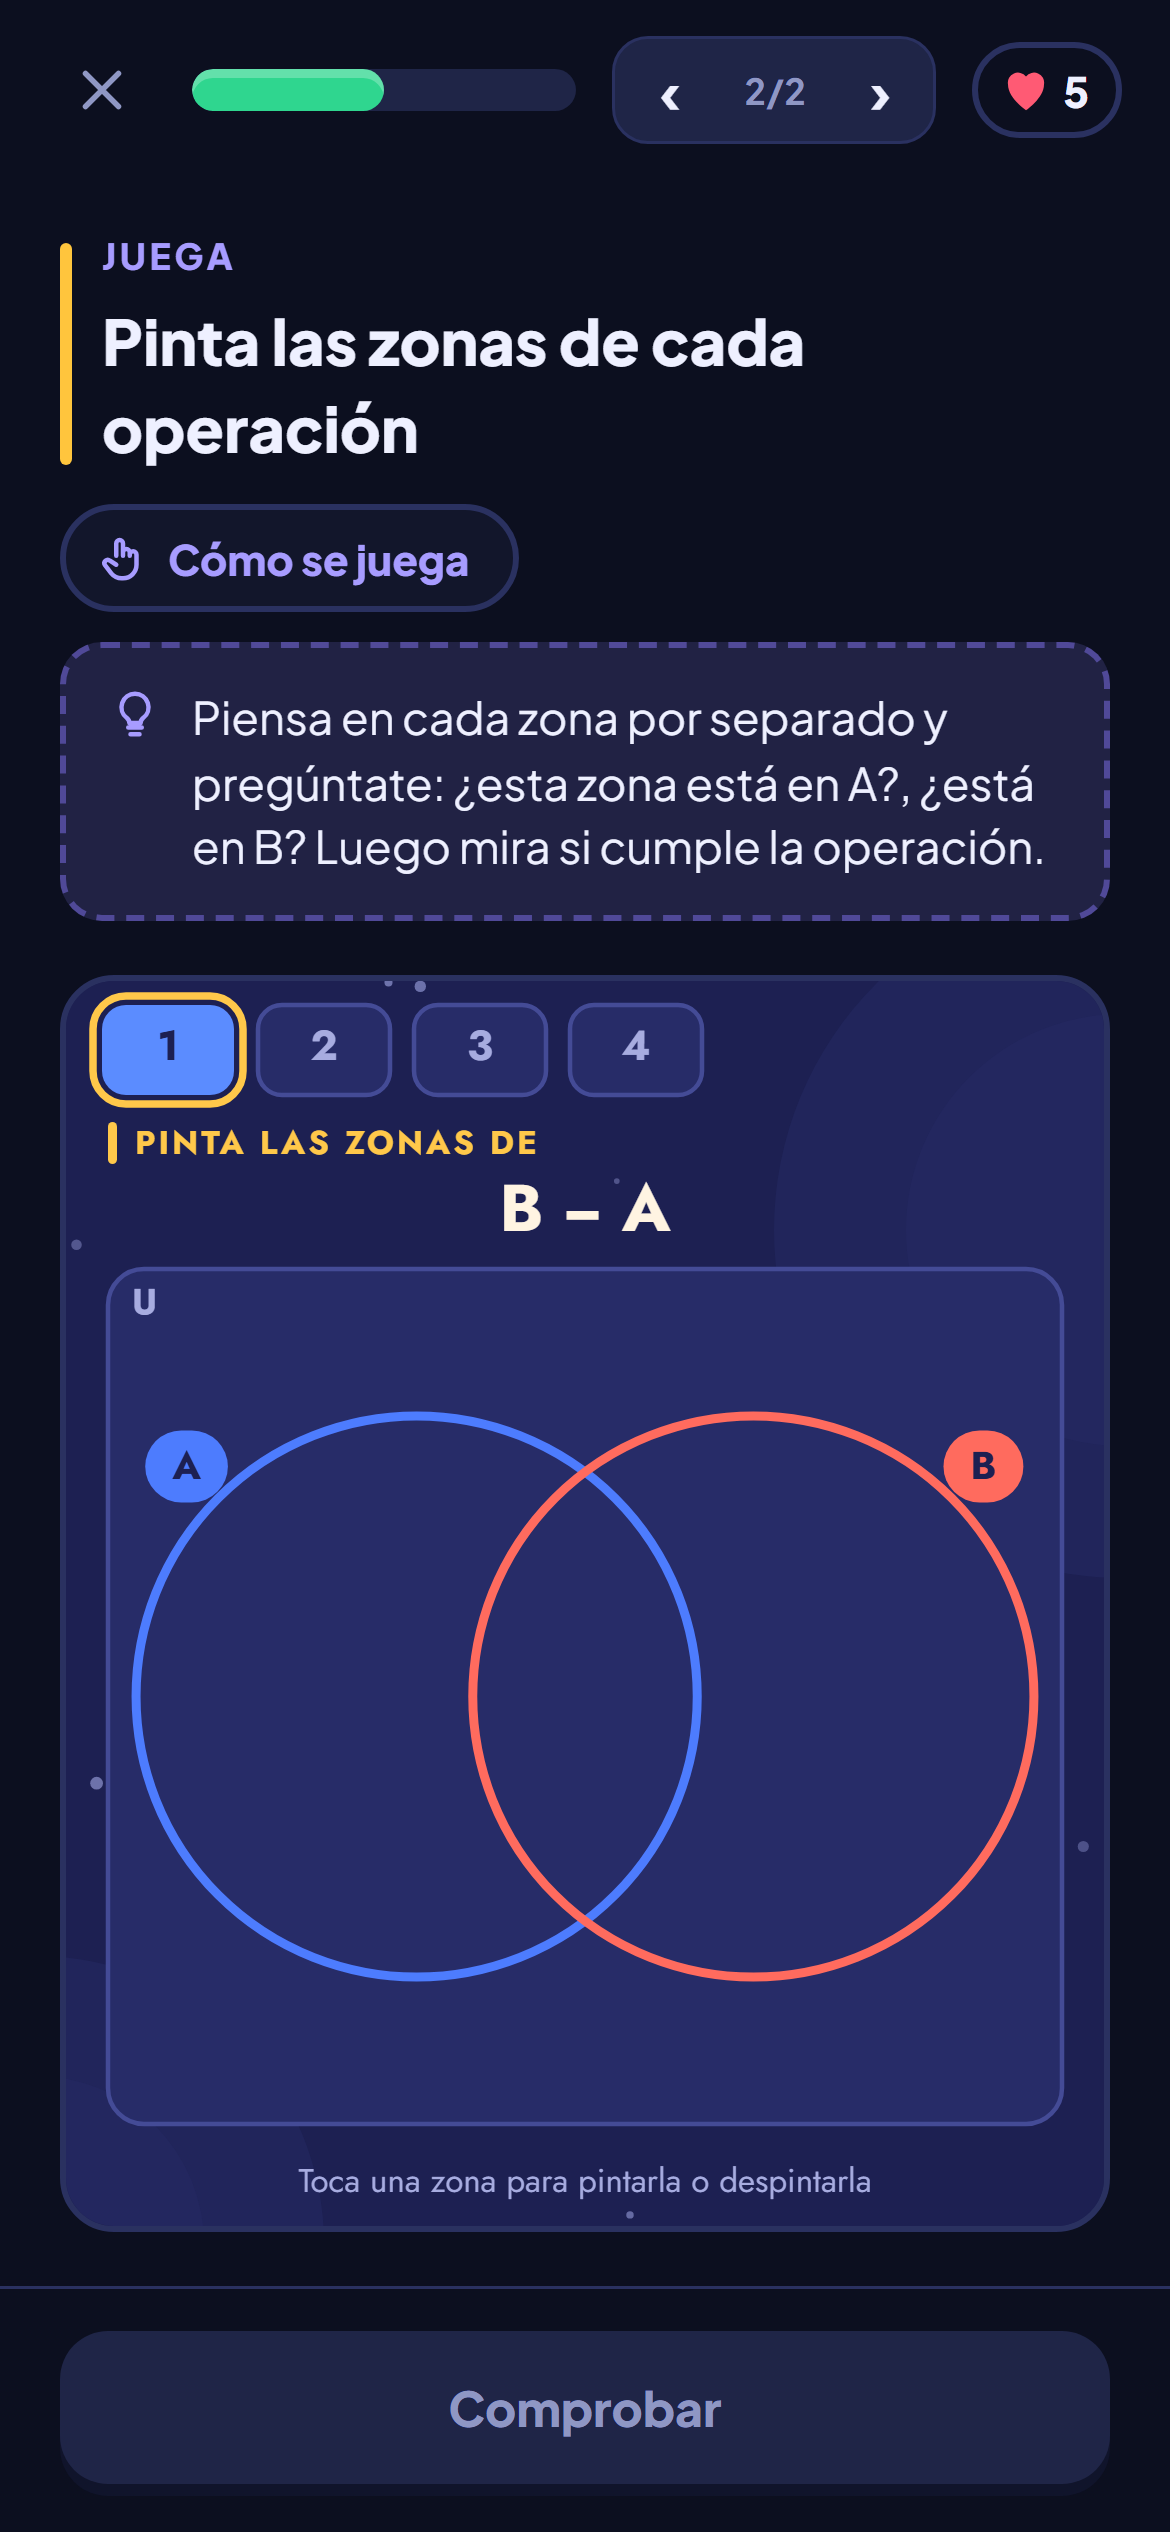 2/2
5
JUEGA
Pinta las zonas de cada
operación
Cómo se juega
Piensa en cada zona por separado y
pregúntate: ¿esta zona está en A?, ¿está
en B? Luego mira si cumple la operación.
1 2 3 4
PINTA LAS ZONAS DE
B – A
U
A B
Toca una zona para pintarla o despintarla
Comprobar